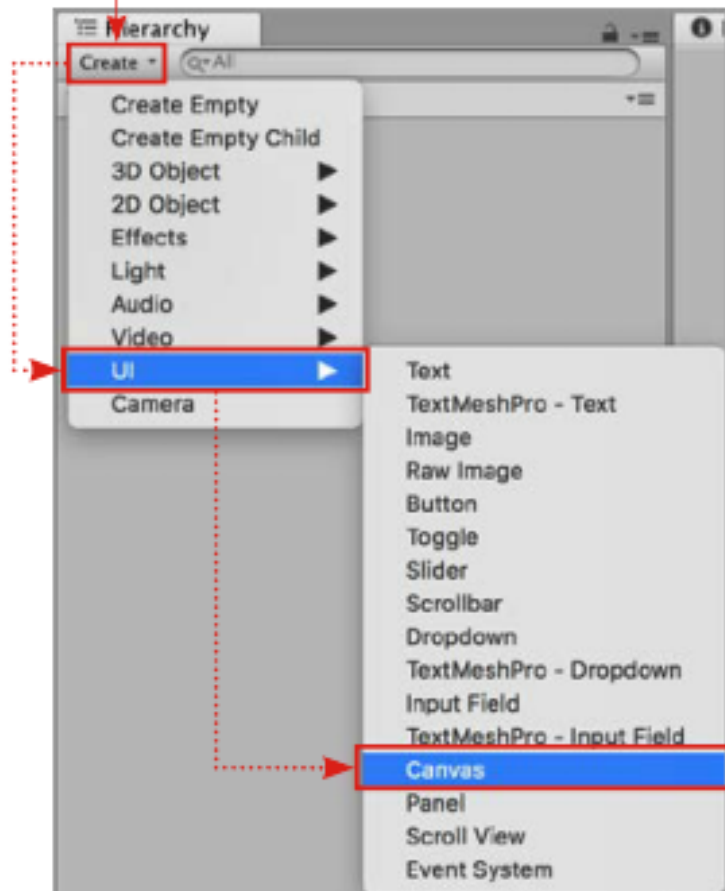 Hierarchy
Create
All
Create Empty
Create Empty Child
3D Object
2D Object
Effects
Light
Audio
Video
UI
Camera
Text
TextMeshPro - Text
Image
Raw Image
Button
Toggle
Slider
Scrollbar
Dropdown
TextMeshPro - Dropdown
Input Field
TextMeshPro - Input Field
Canvas
Panel
Scroll View
Event System